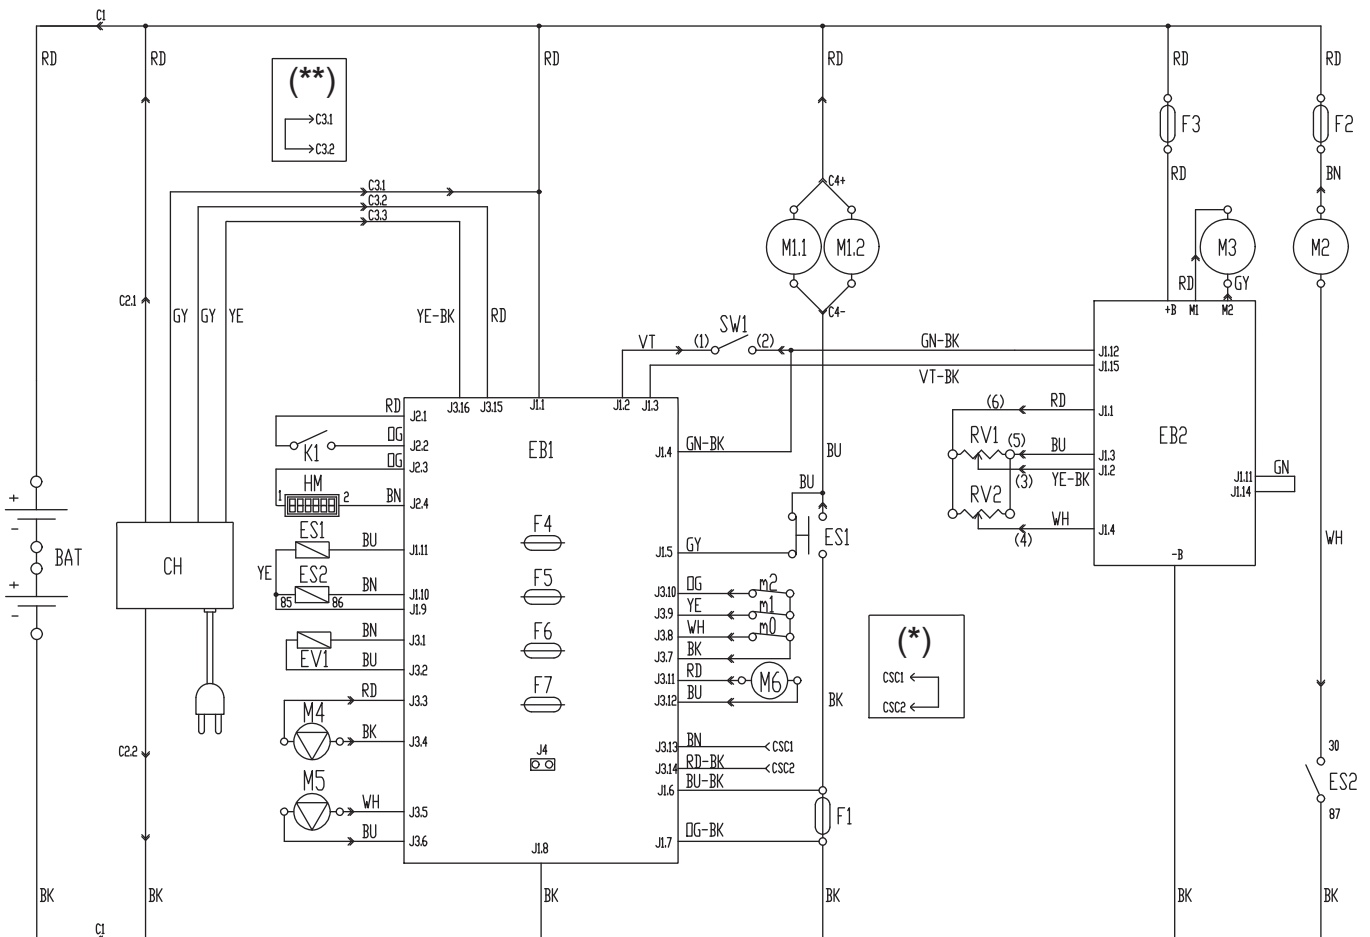 C1
RD RD RD RD RD RD
(**)
C3.1
C3.2
F3
F2
RD
BN
C3.1
C3.2
C3.3
C4+
M1.1
M1.2
M3
M2
C2.1
GY
GY
YE
YE-BK
RD
C4-
RD
GY
+B
M1
M2
SW1
VT
(1)
(2)
GN-BK
VT-BK
J1.12
J1.15
J3.16
J3.15
J1.1
J1.2
J1.3
RD
J2.1
OG
J2.2
K1
OG
J2.3
HM
1
2
BN
J2.4
EB1
J1.4
GN-BK
BU
(6)
RD
J1.1
RV1
(5)
BU
J1.3
J1.2
(3)
YE-BK
EB2
RV2
WH
J1.4
(4)
J1.11
J1.14
GN
-B
+
-
BAT
+
-
CH
ES1
BU
J1.11
YE
ES2
BN
J1.10
85
86
J1.9
BN
J3.1
EV1
BU
J3.2
F4
F5
F6
F7
BU
ES1
GY
J1.5
OG
J3.10
m2
YE
J3.9
m1
WH
J3.8
m0
BK
J3.7
RD
J3.11
M6
BU
J3.12
(*)
CSC1
CSC2
BK
WH
RD
J3.3
M4
BK
J3.4
C2.2
J4
BN
J3.13
CSC1
RD-BK
J3.14
CSC2
BU-BK
J1.6
30
ES2
87
M5
WH
J3.5
BU
J3.6
F1
OG-BK
J1.7
J1.8
BK BK BK BK BK BK
C1